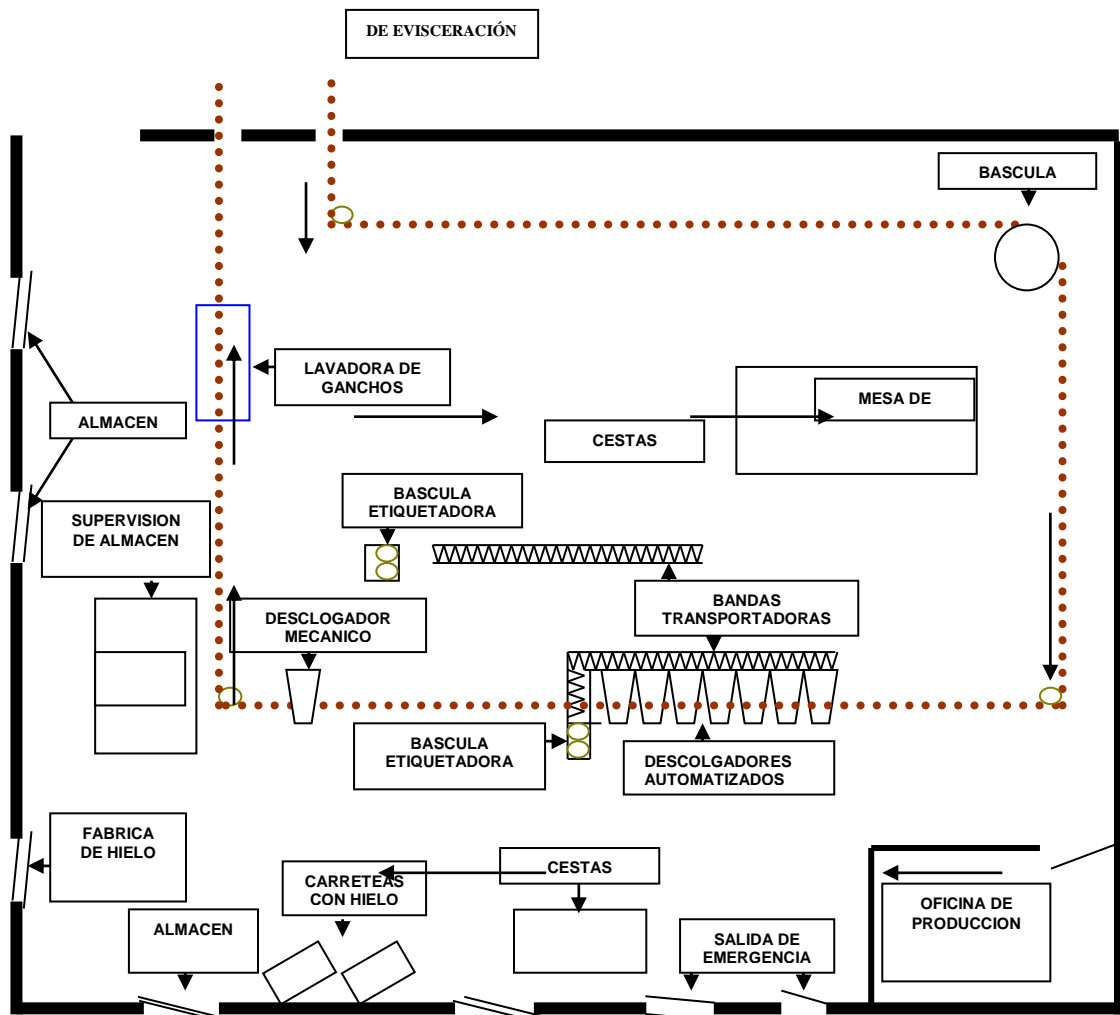 DE EVISCERACIÓN
BASCULA
LAVADORA DE
GANCHOS
MESA DE
ALMACEN
CESTAS
BASCULA
ETIQUETADORA
SUPERVISION
DE ALMACEN
BANDAS
TRANSPORTADORAS
DESCLOGADOR
MECANICO
BASCULA
ETIQUETADORA
DESCOLGADORES
AUTOMATIZADOS
FABRICA
DE HIELO
CESTAS
CARRETEAS
CON HIELO
OFICINA DE
PRODUCCION
ALMACEN
SALIDA DE
EMERGENCIA